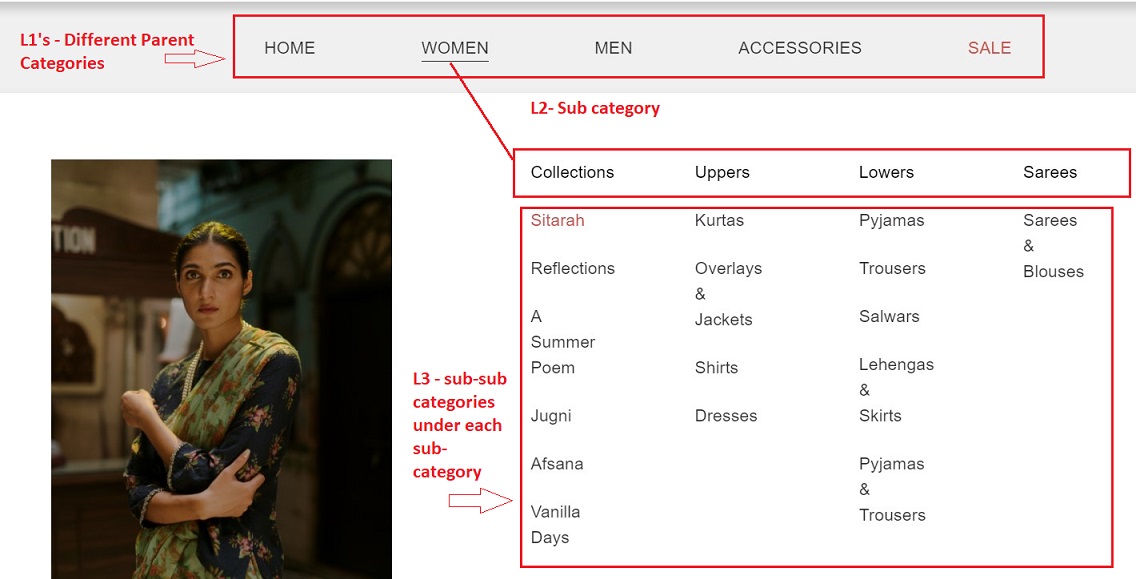 L1's - Different Parent
Categories
HOME
WOMEN
MEN
ACCESSORIES
SALE
L2- Sub category
Collections
Uppers
Lowers
Sarees
Sitarah
Reflections
A
Summer
Poem
Jugni
Afsana
Vanilla
Days
Kurtas
Overlays
&
Jackets
Shirts
Dresses
Pyjamas
Trousers
Salwars
Lehengas
&
Skirts
Pyjamas
&
Trousers
Sarees
&
Blouses
L3 - sub-sub
categories
under each
sub-
category
TION